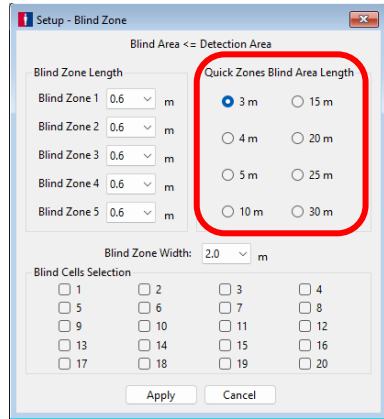 Setup - Blind Zone
Blind Area <= Detection Area
Blind Zone Length
Blind Zone 1 0.6 m
Blind Zone 2 0.6 m
Blind Zone 3 0.6 m
Blind Zone 4 0.6 m
Blind Zone 5 0.6 m
Quick Zones Blind Area Length
3 m 15 m
4 m 20 m
5 m 25 m
10 m 30 m
Blind Zone Width: 2.0 m
Blind Cells Selection
1 2 3 4
5 6 7 8
9 10 11 12
13 14 15 16
17 18 19 20
Apply Cancel